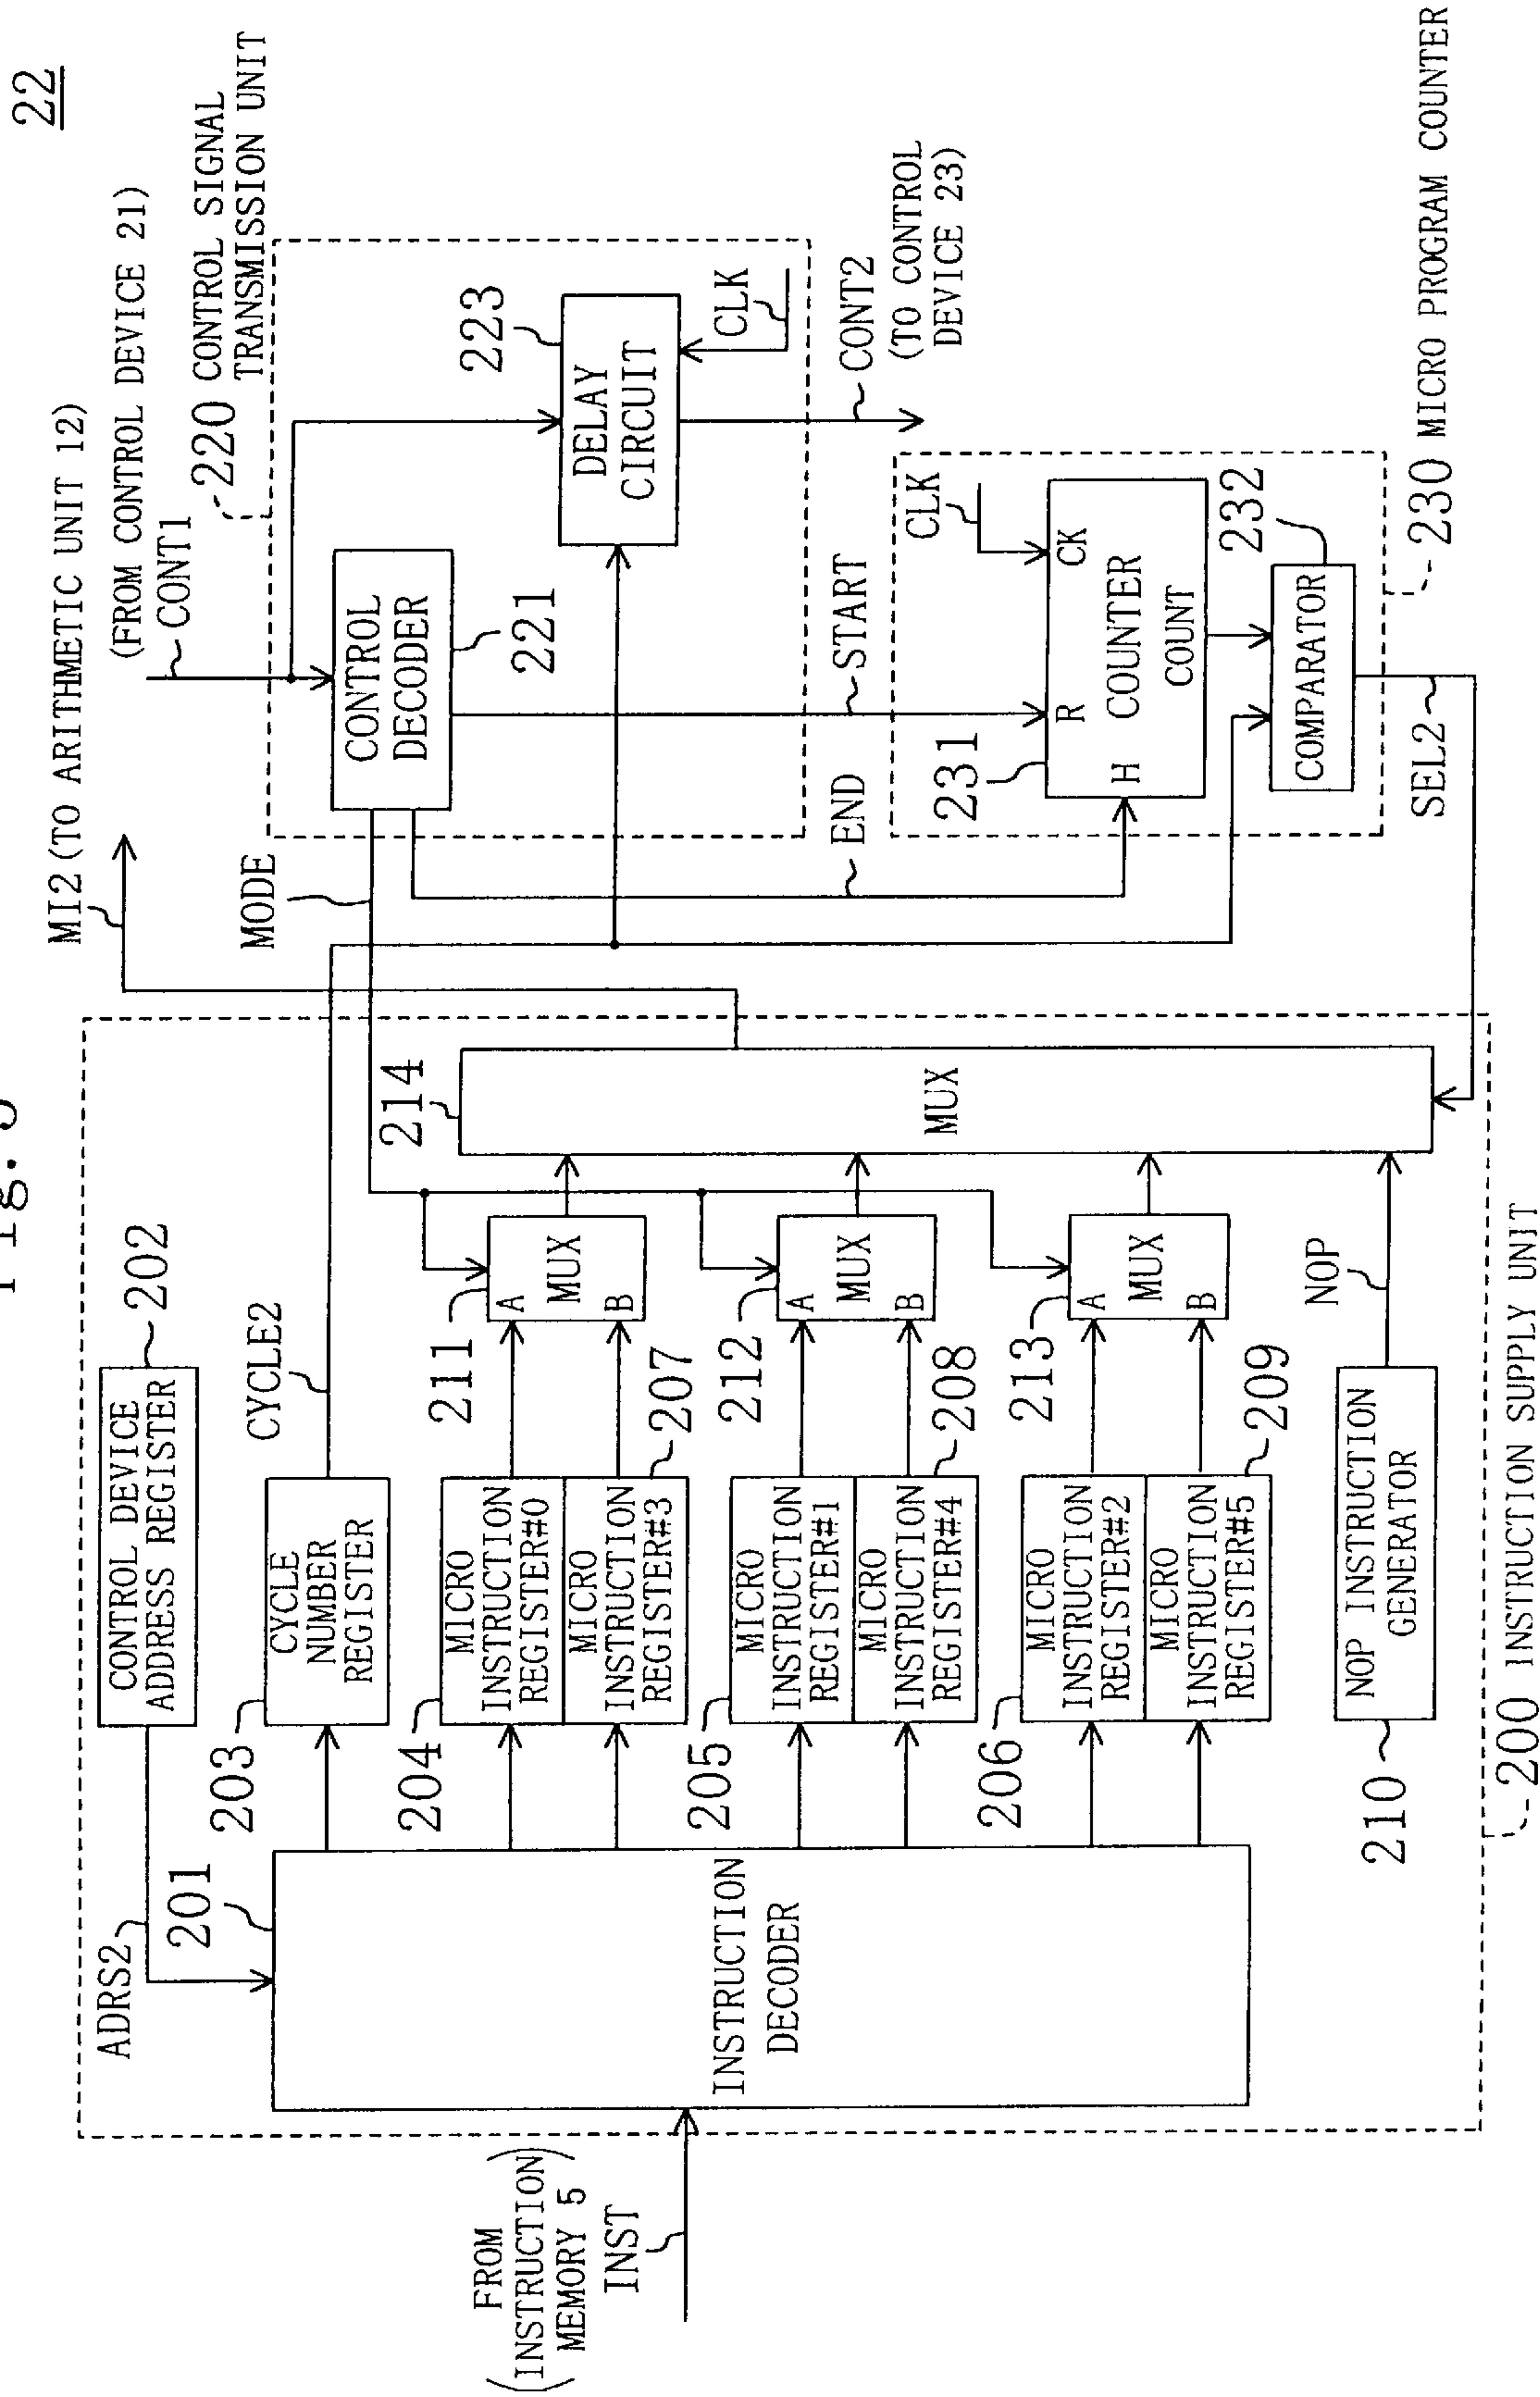 Fig. 5
22
MI2 (TO ARITHMETIC UNIT 12)
(FROM CONTROL DEVICE 21)
CONT1
220 CONTROL SIGNAL
TRANSMISSION UNIT
202
CONTROL DEVICE
ADDRESS REGISTER
ADRS2
201
INSTRUCTION
DECODER
FROM
(INSTRUCTION)
MEMORY 5
INST
203
CYCLE
NUMBER
REGISTER
CYCLE2
204
MICRO
INSTRUCTION
REGISTER#0
MICRO
INSTRUCTION
REGISTER#3
207
211
A
MUX
B
205
MICRO
INSTRUCTION
REGISTER#1
MICRO
INSTRUCTION
REGISTER#4
208
212
A
MUX
B
206
MICRO
INSTRUCTION
REGISTER#2
MICRO
INSTRUCTION
REGISTER#5
209
213
A
MUX
B
210
NOP INSTRUCTION
GENERATOR
NOP
214
MUX
MODE
CONTROL
DECODER
221
223
DELAY
CIRCUIT
CLK
CONT2
(TO CONTROL
DEVICE 23)
START
END
231
CLK
R
CK
COUNTER
H
COUNT
232
COMPARATOR
SEL2
230 MICRO PROGRAM COUNTER
200 INSTRUCTION SUPPLY UNIT